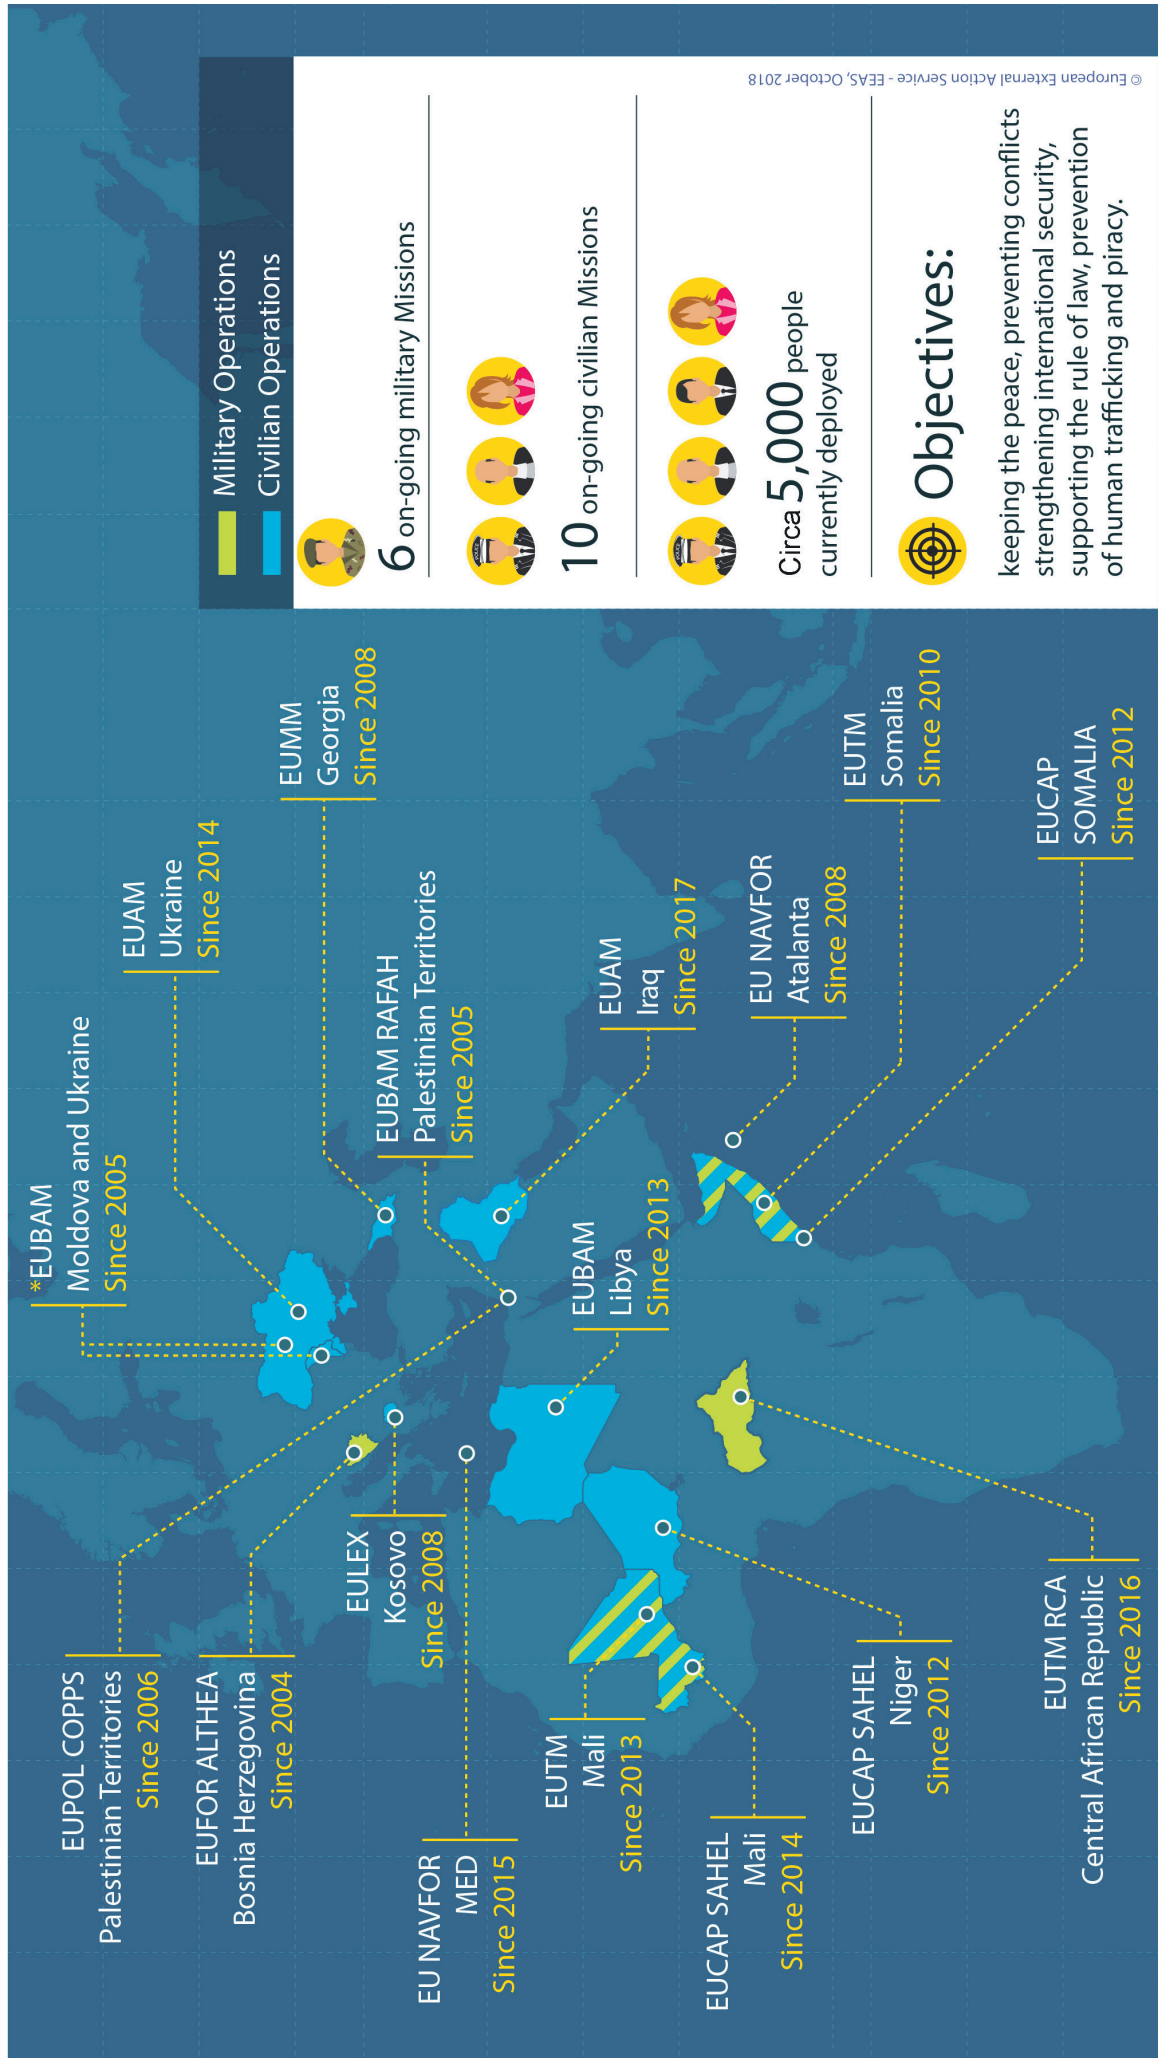 EUPOL COPPS
Palestinian Territories
Since 2006
EUFOR ALTHEA
Bosnia Herzegovina
Since 2004
EULEX
Kosovo
Since 2008
EU NAVFOR
MED
Since 2015
EUTM
Mali
Since 2013
EUCAP SAHEL
Mali
Since 2014
EUCAP SAHEL
Niger
Since 2012
EUTM RCA
Central African Republic
Since 2016
*EUBAM
Moldova and Ukraine
Since 2005
EUAM
Ukraine
Since 2014
EUMM
Georgia
Since 2008
EUBAM RAFAH
Palestinian Territories
Since 2005
EUBAM
Libya
Since 2013
EUAM
Iraq
Since 2017
EU NAVFOR
Atalanta
Since 2008
EUTM
Somalia
Since 2010
EUCAP
SOMALIA
Since 2012
Military Operations
Civilian Operations
6 on-going military Missions
10 on-going civilian Missions
Circa 5,000 people
currently deployed
Objectives:
keeping the peace, preventing conflicts
strengthening international security,
supporting the rule of law, prevention
of human trafficking and piracy.
© European External Action Service - EEAS, October 2018